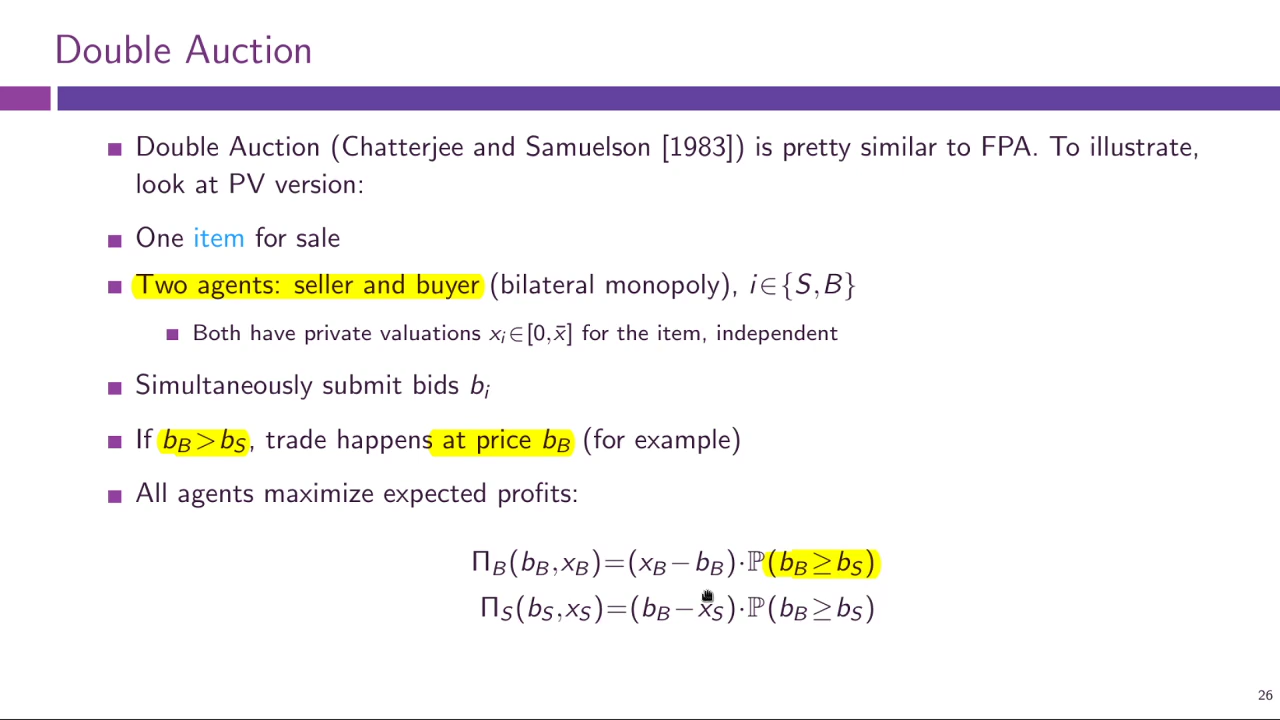 Double Auction
■ Double Auction (Chatterjee and Samuelson [1983]) is pretty similar to FPA. To illustrate,
look at PV version:
■ One item for sale
■ Two agents: seller and buyer (bilateral monopoly), i∈{S,B}
■ Both have private valuations xᵢ∈[0,x̄] for the item, independent
■ Simultaneously submit bids bᵢ
■ If b_B>b_S, trade happens at price b_B (for example)
■ All agents maximize expected profits:
Π_B(b_B,x_B)=(x_B−b_B)·ℙ(b_B≥b_S)
Π_S(b_S,x_S)=(b_B−x_S)·ℙ(b_B≥b_S)
26